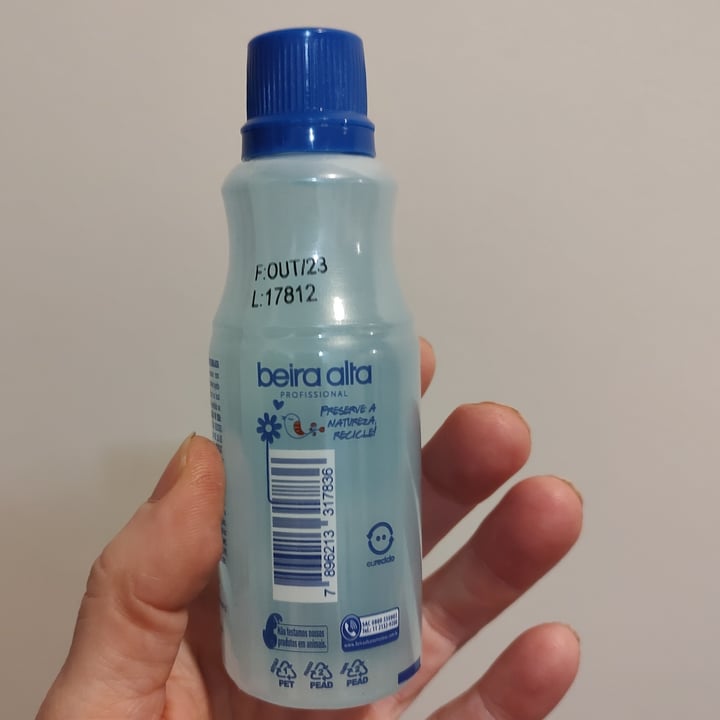 F:OUT/23
L:17812
beira alta
PROFISSIONAL
PRESERVE A
NATUREZA,
RECICLE!
7 896213 317836
eureciclo
Não testamos nossos
produtos em animais.
PET
PEAD
PEAD